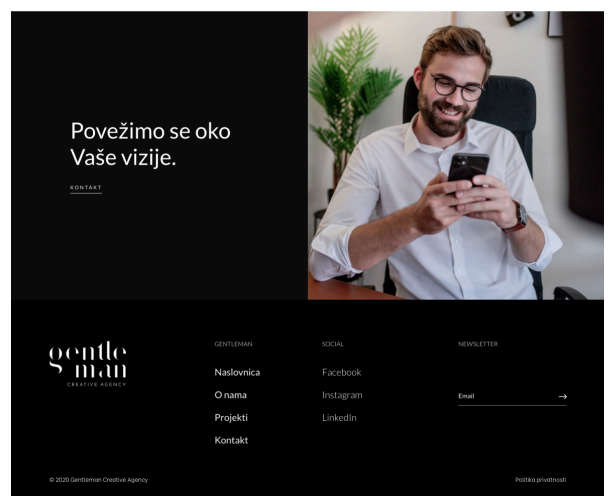 Povežimo se oko
Vaše vizije.
KONTAKT
gentle
man
CREATIVE AGENCY
GENTLEMAN
Naslovnica
O nama
Projekti
Kontakt
SOCIAL
Facebook
Instagram
LinkedIn
NEWSLETTER
Email →
© 2020 Gentleman Creative Agency
Politika privatnosti